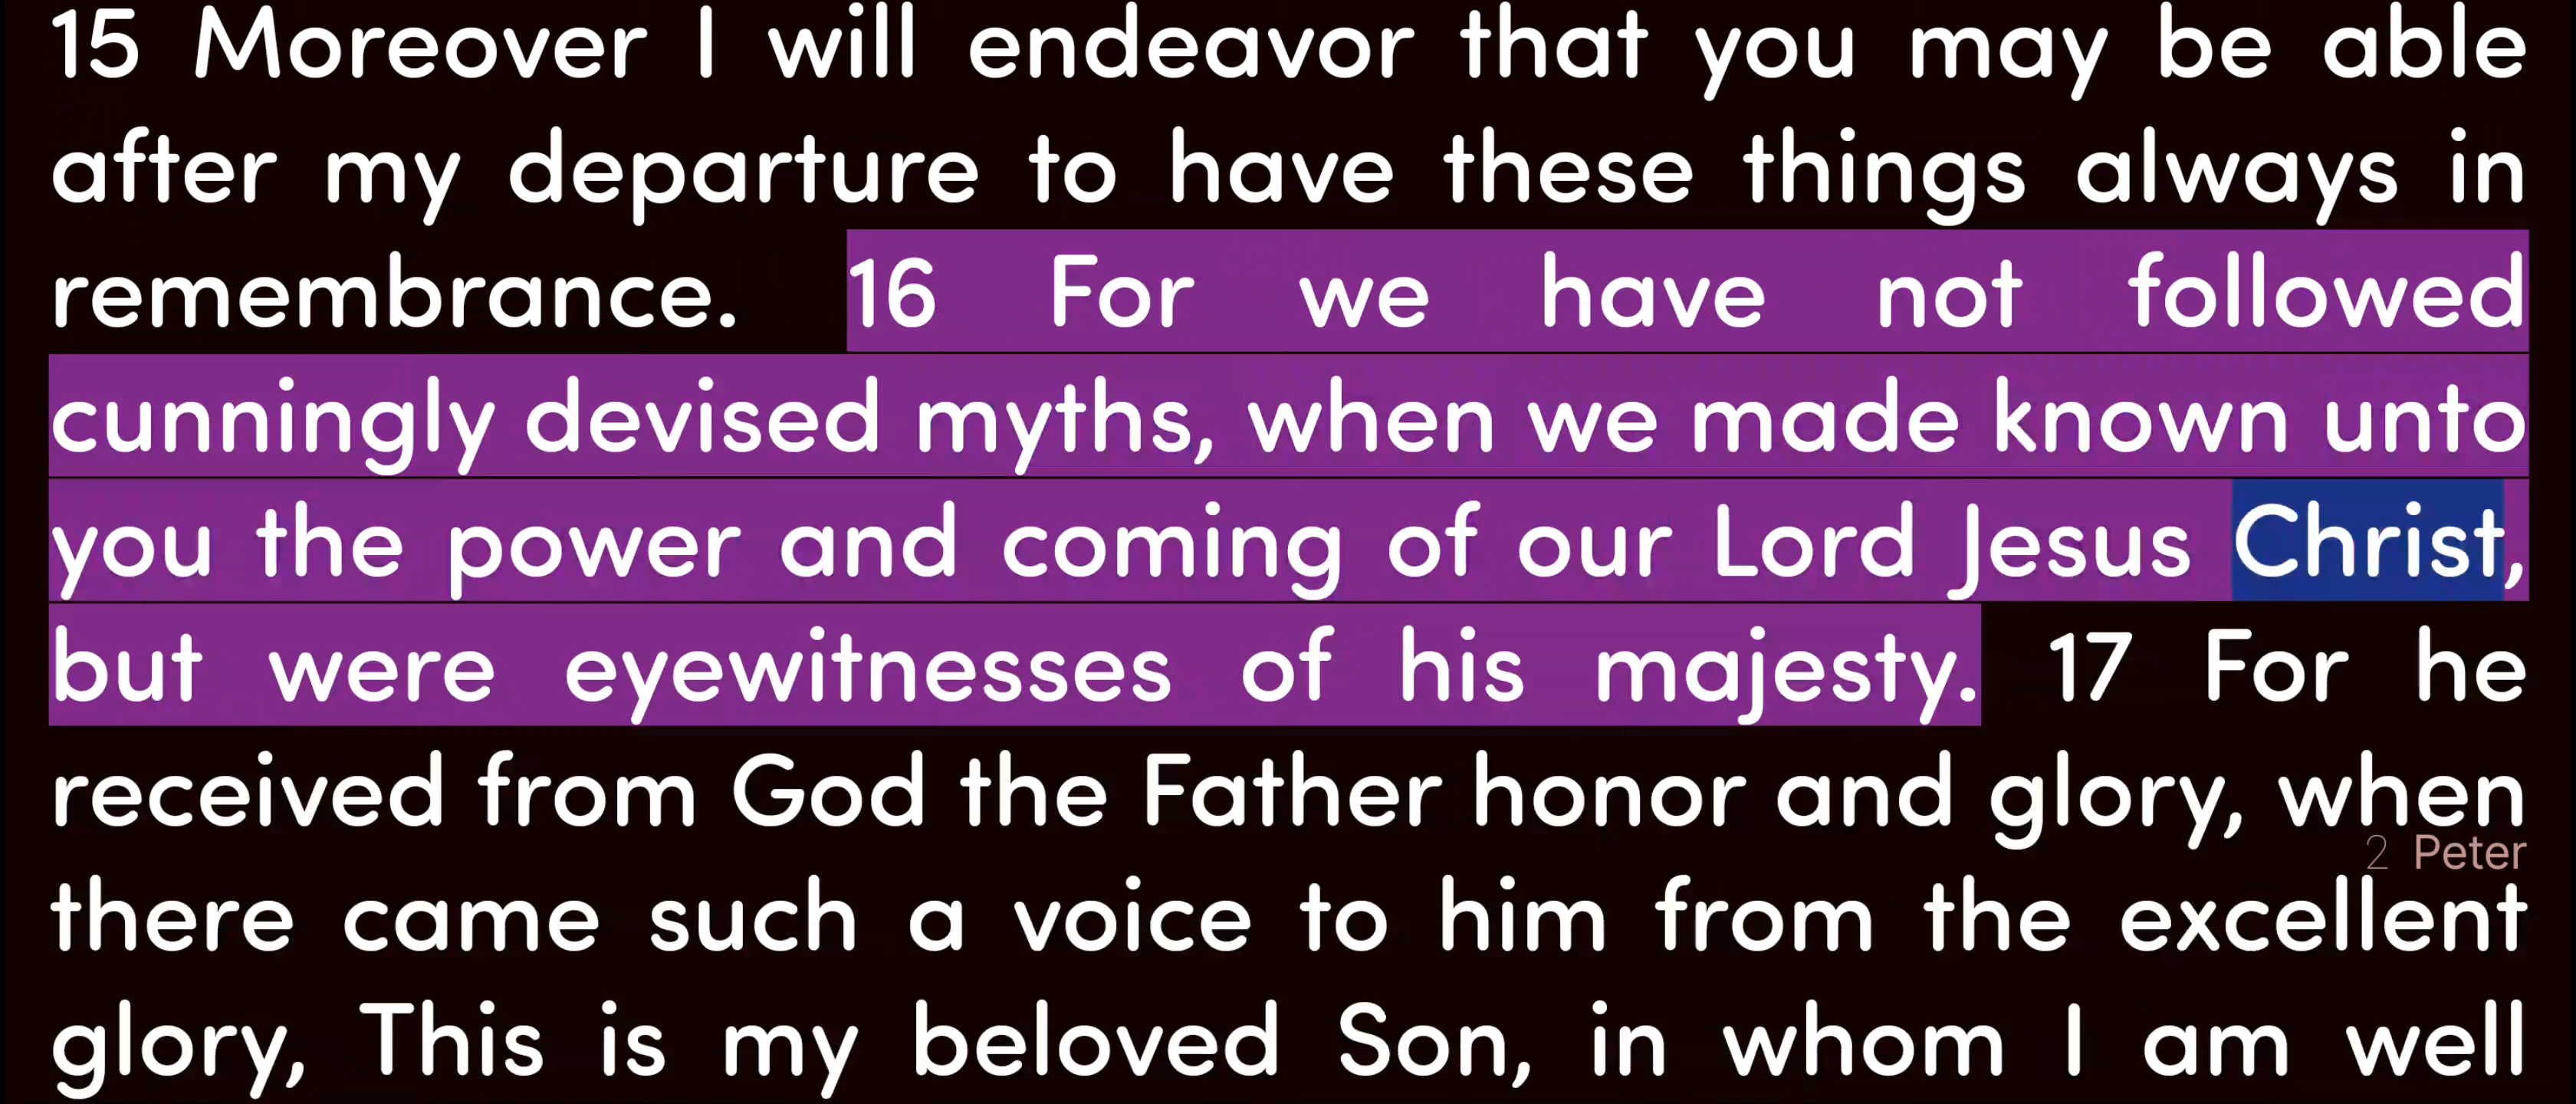 15 Moreover I will endeavor that you may be able
after my departure to have these things always in
remembrance. 16 For we have not followed
cunningly devised myths, when we made known unto
you the power and coming of our Lord Jesus Christ,
but were eyewitnesses of his majesty. 17 For he
received from God the Father honor and glory, when
2 Peter
there came such a voice to him from the excellent
glory, This is my beloved Son, in whom I am well